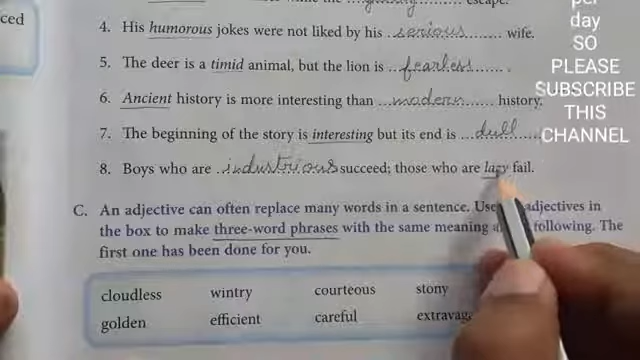 ced
escape.
4. His humorous jokes were not liked by his ..serious.. wife.
5. The deer is a timid animal, but the lion is ..fearless.......
6. Ancient history is more interesting than ...modern...... history.
7. The beginning of the story is interesting but its end is ...dull.....
8. Boys who are ..industrious succeed; those who are lazy fail.
C. An adjective can often replace many words in a sentence. Use adjectives in
the box to make three-word phrases with the same meaning following. The
first one has been done for you.
cloudless wintry courteous stony
golden efficient careful extravag
per
day
SO
PLEASE
SUBSCRIBE
THIS
CHANNEL